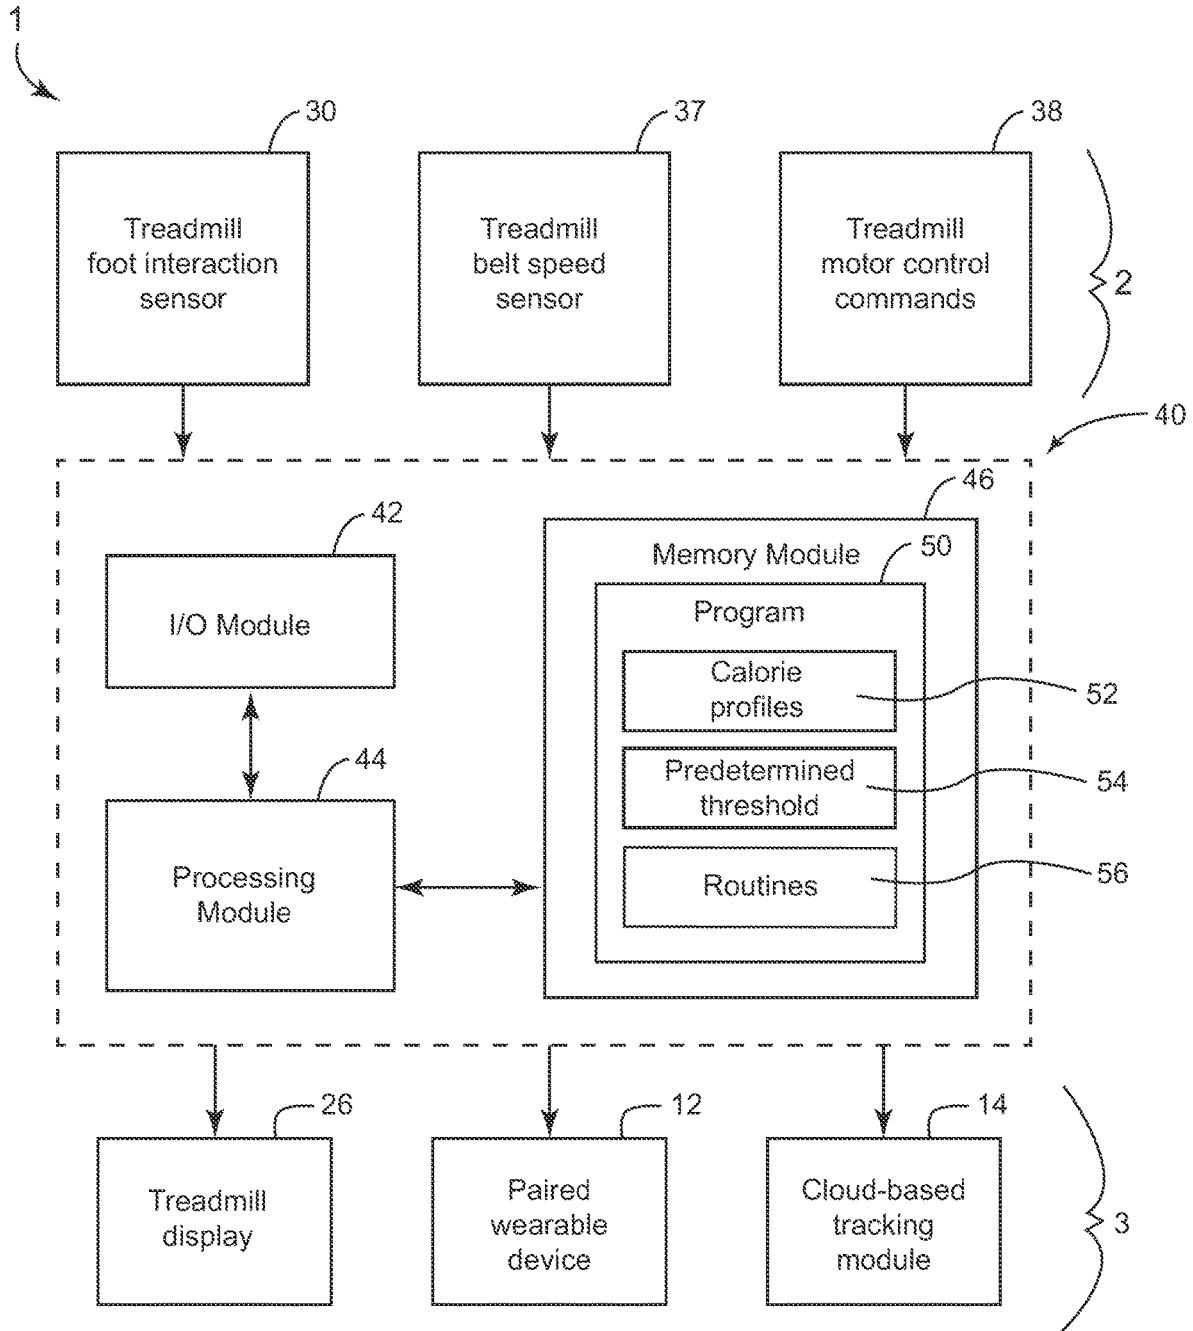 1
30
37
38
Treadmill
foot interaction
sensor
Treadmill
belt speed
sensor
Treadmill
motor control
commands
2
40
42
46
Memory Module
50
I/O Module
Program
Calorie
profiles
52
44
Predetermined
threshold
54
Processing
Module
Routines
56
26
12
14
Treadmill
display
Paired
wearable
device
Cloud-based
tracking
module
3